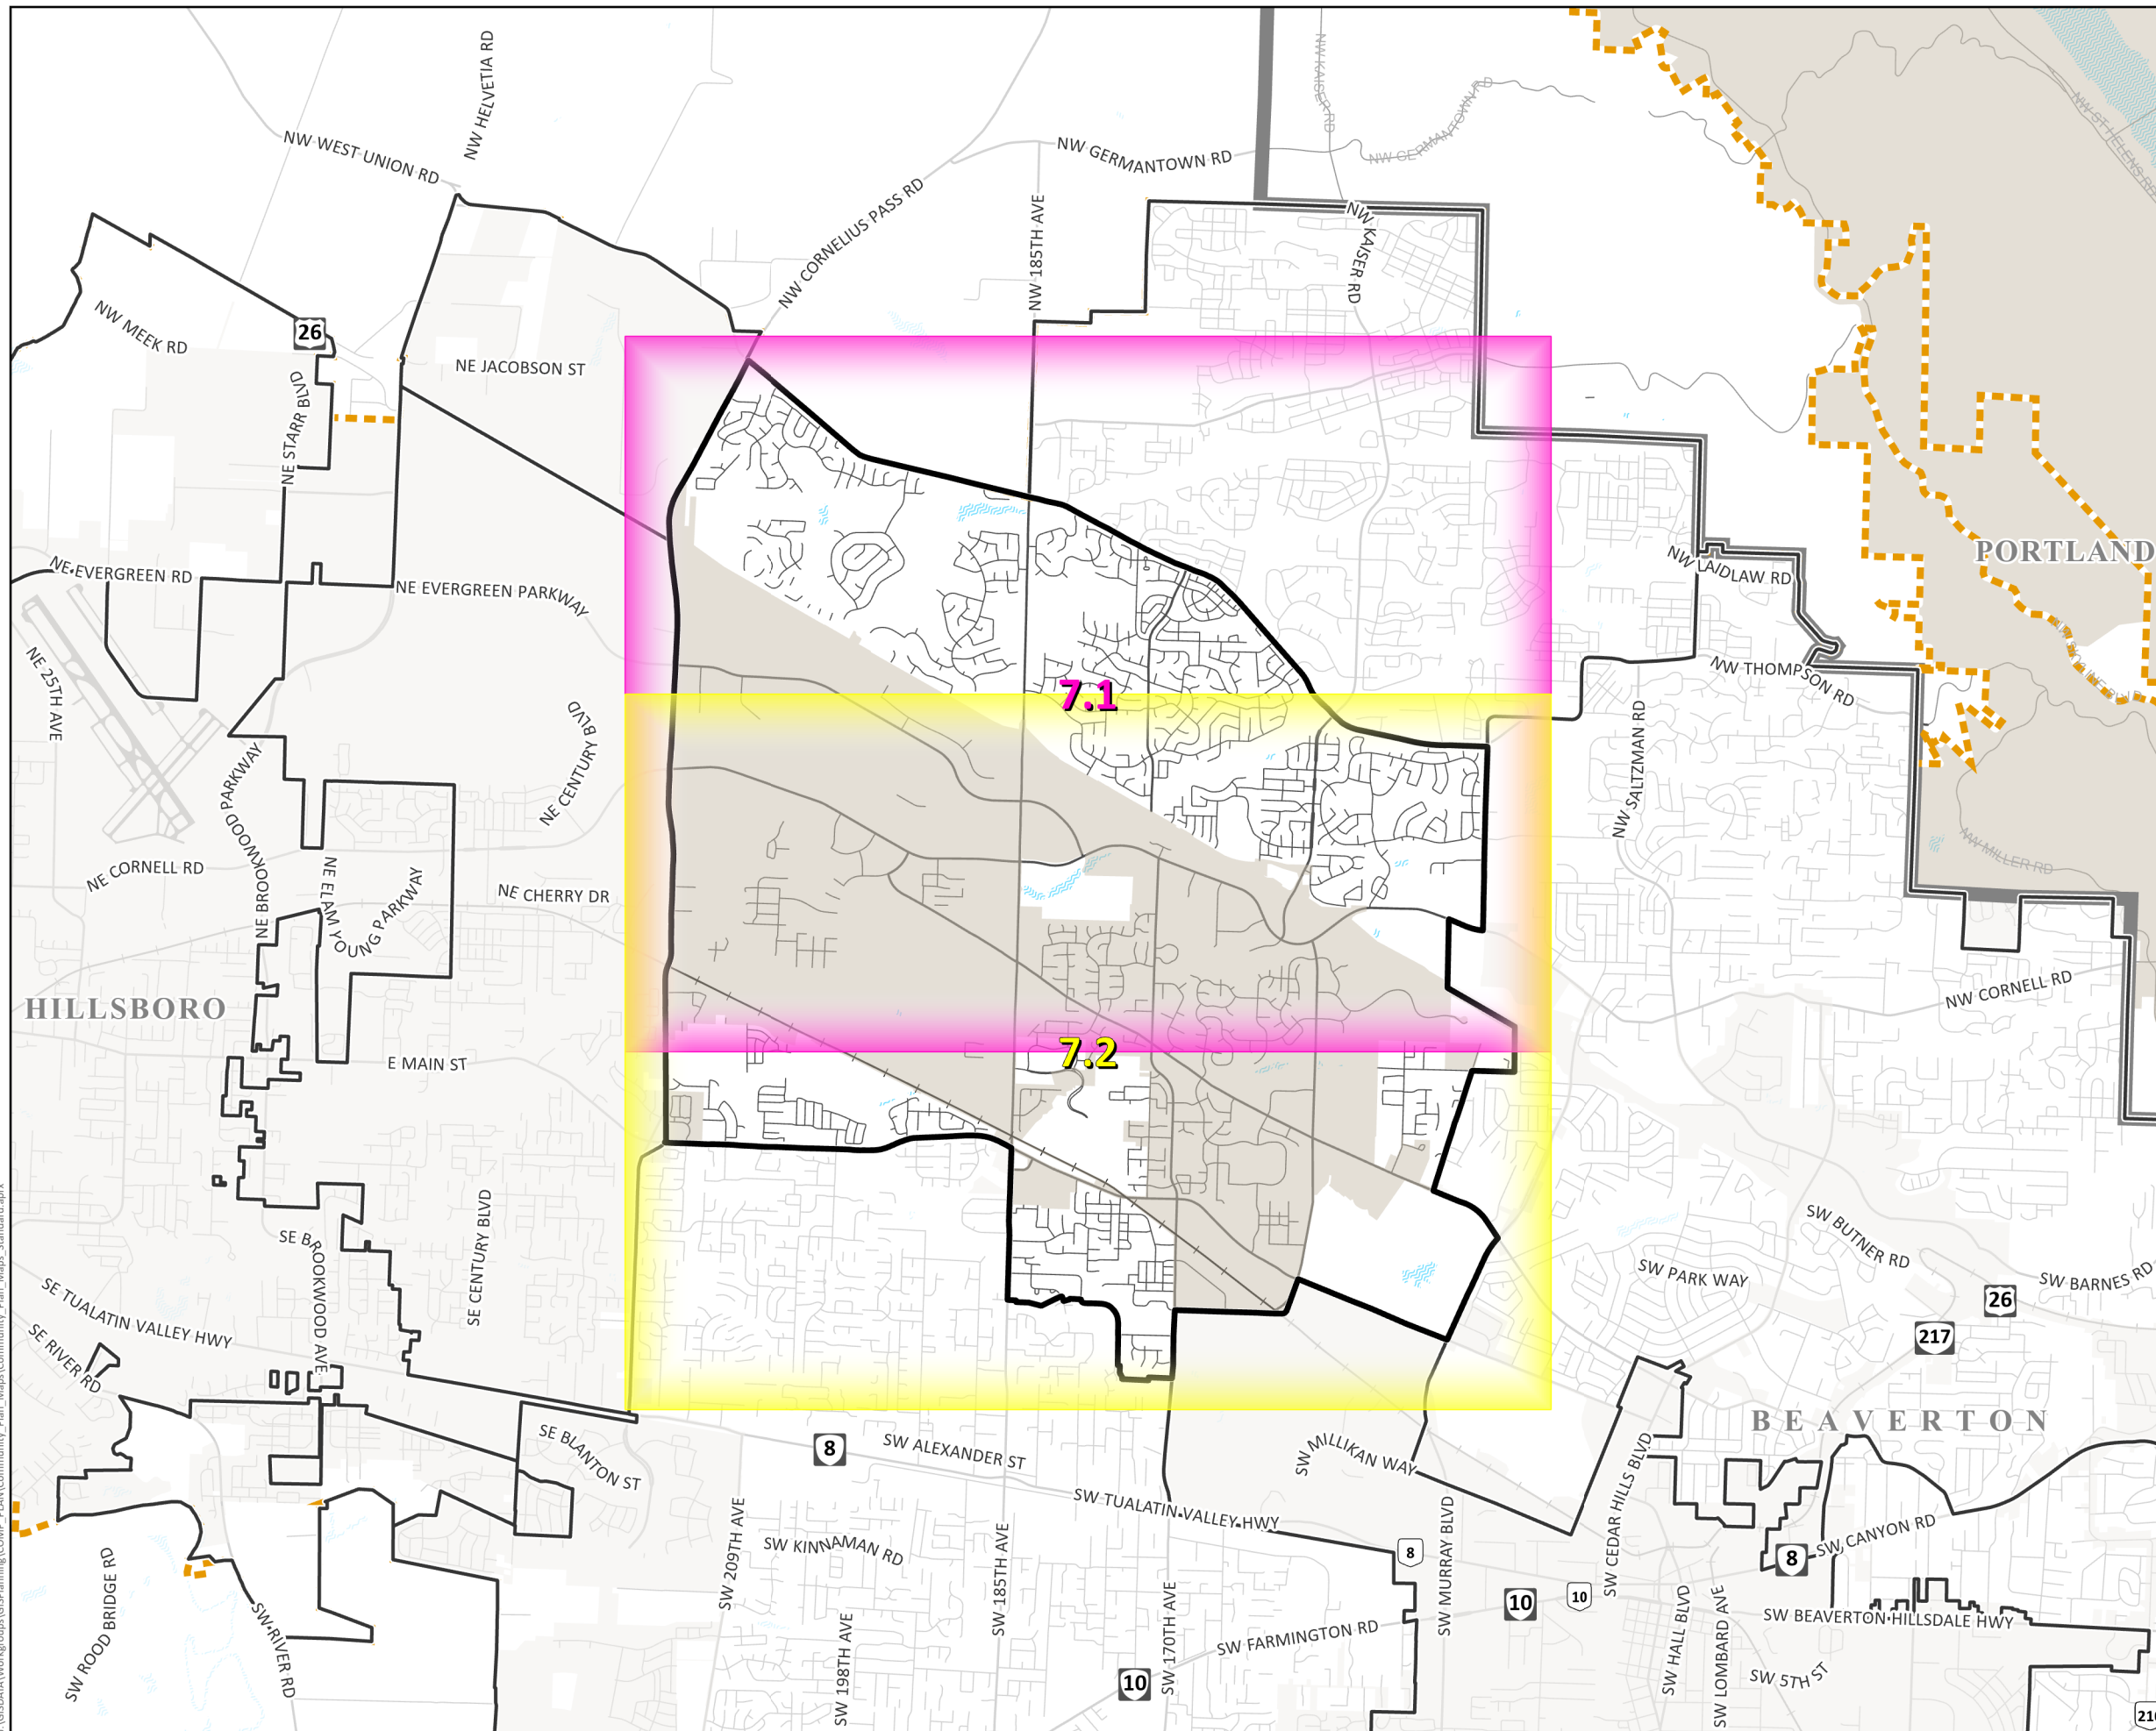 NW HELVETIA RD
NW KAISER RD
NW WEST UNION RD
NW GERMANTOWN RD
NW GERMANTOWN RD
NW ST HELENS RD
NW CORNELIUS PASS RD
NW 185TH AVE
NW KAISER RD
NW MEEK RD
26
NE JACOBSON ST
NE STARR BLVD
PORTLAND
NW LAIDLAW RD
NE EVERGREEN RD
NE EVERGREEN PARKWAY
NE 25TH AVE
NW THOMPSON RD
7.1
NE CENTURY BLVD
NW SALTZMAN RD
NE BROOKWOOD PARKWAY
NW MILLER RD
NE CORNELL RD
NE ELAM YOUNG PARKWAY
NE CHERRY DR
HILLSBORO
NW CORNELL RD
E MAIN ST
7.2
SE BROOKWOOD AVE
SE CENTURY BLVD
SW BUTNER RD
SW PARK WAY
SW BARNES RD
SE TUALATIN VALLEY HWY
26
217
SE RIVER RD
BEAVERTON
SE BLANTON ST
8
SW ALEXANDER ST
SW MILLIKAN WAY
SW TUALATIN VALLEY HWY
SW CEDAR HILLS BLVD
SW CANYON RD
SW 209TH AVE
SW KINNAMAN RD
SW 185TH AVE
SW MURRAY BLVD
8
8
SW ROOD BRIDGE RD
SW RIVER RD
SW 198TH AVE
SW 170TH AVE
SW FARMINGTON RD
10
10
10
SW HALL BLVD
SW LOMBARD AVE
SW BEAVERTON HILLSDALE HWY
SW 5TH ST